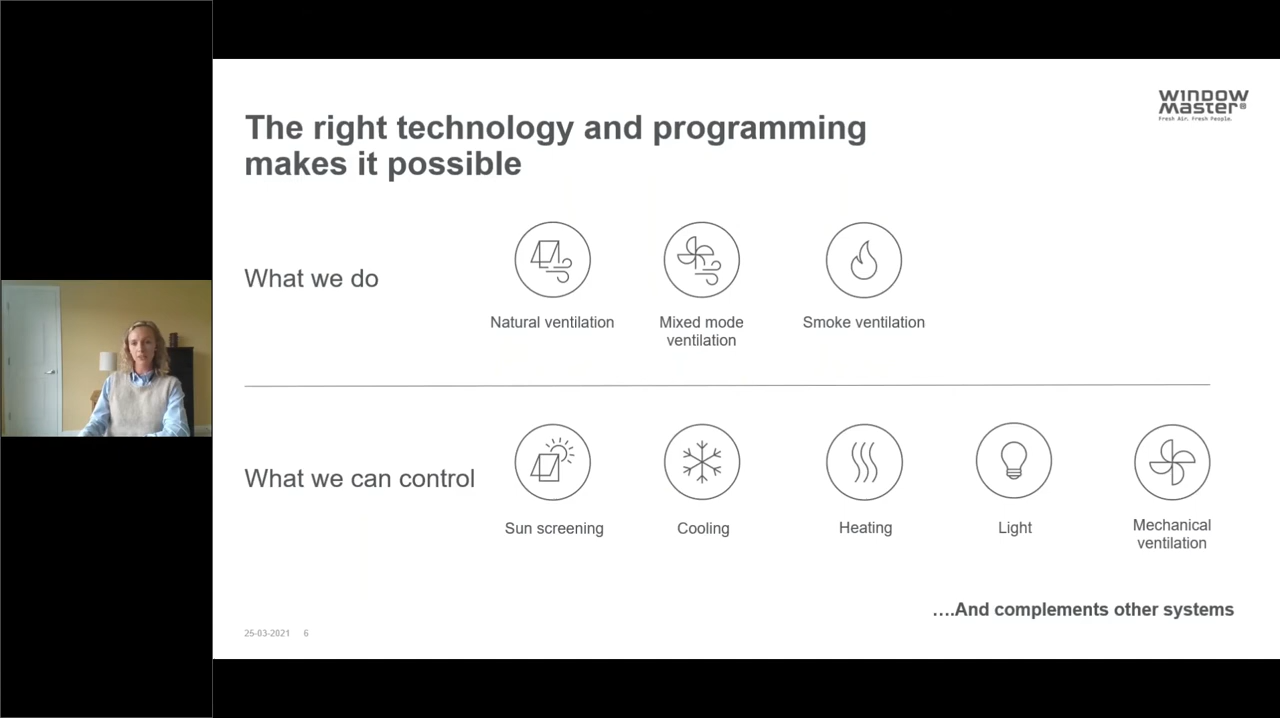 WINDOW
MASTER®
Fresh Air. Fresh People.
The right technology and programming
makes it possible
What we do
Natural ventilation
Mixed mode
ventilation
Smoke ventilation
What we can control
Sun screening
Cooling
Heating
Light
Mechanical
ventilation
….And complements other systems
25-03-2021 6